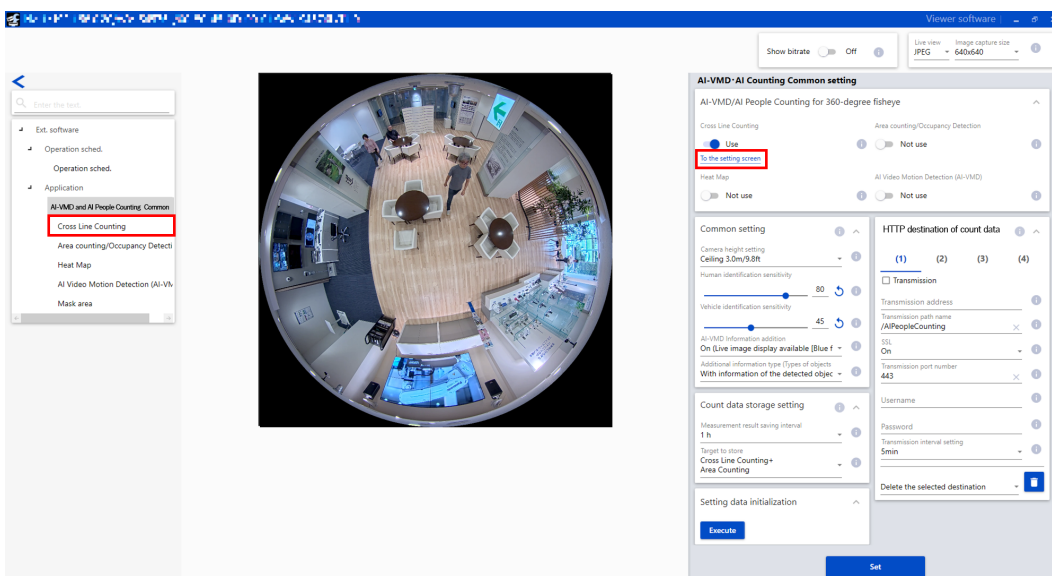 Viewer software
Show bitrate
Off
Live view
JPEG
Image capture size
640x640
Enter the text.
Ext. software
Operation sched.
Operation sched.
Application
AI-VMD and AI People Counting Common
Cross Line Counting
Area counting/Occupancy Detecti
Heat Map
AI Video Motion Detection (AI-VM
Mask area
AI-VMD·AI Counting Common setting
AI-VMD/AI People Counting for 360-degree fisheye
Cross Line Counting
Use
To the setting screen
Area counting/Occupancy Detection
Not use
Heat Map
Not use
AI Video Motion Detection (AI-VMD)
Not use
Common setting
Camera height setting
Ceiling 3.0m/9.8ft
Human identification sensitivity
80
Vehicle identification sensitivity
45
AI-VMD Information addition
On (Live image display available [Blue f
Additional information type (Types of objects
With information of the detected objec
Count data storage setting
Measurement result saving interval
1 h
Target to store
Cross Line Counting+
Area Counting
Setting data initialization
Execute
HTTP destination of count data
(1) (2) (3) (4)
Transmission
Transmission address
Transmission path name
/AIPeopleCounting
SSL
On
Transmission port number
443
Username
Password
Transmission interval setting
5min
Delete the selected destination
Set